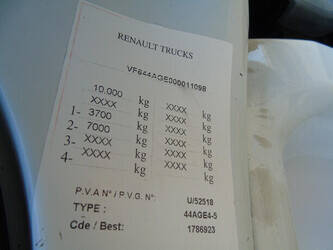 RENAULT TRUCKS
VF644AGE000011098
10.000 kg XXXX kg
XXXX kg XXXX kg
1- 3700 kg XXXX kg
2- 7000 kg XXXX kg
3- XXXX kg XXXX kg
4- XXXX kg XXXX kg
P.V.A N° / P.V.G. N°: U/52518
TYPE : 44AGE4-5
Cde / Best: 1786923